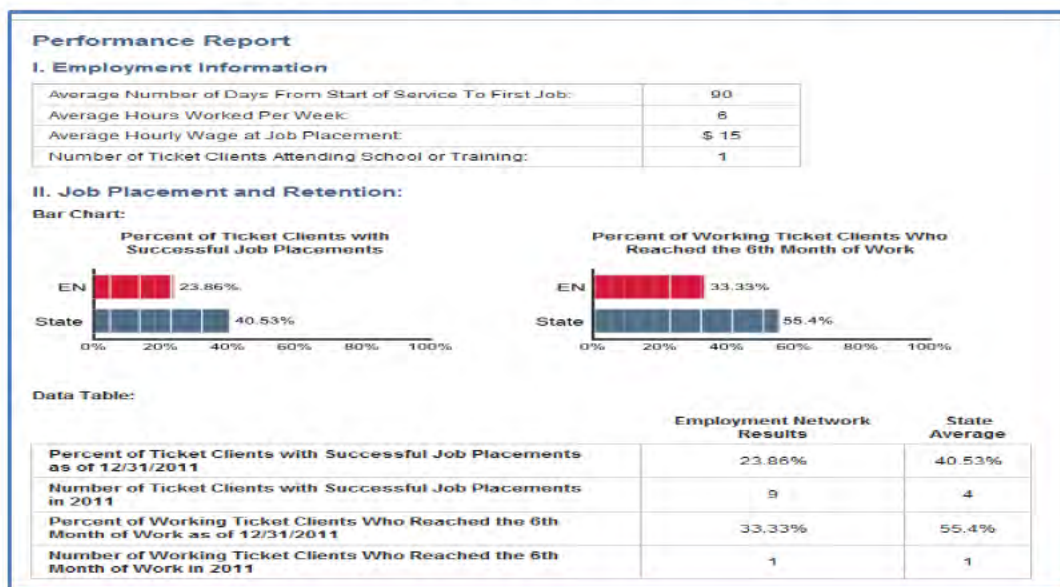 Performance Report
I. Employment Information
Average Number of Days From Start of Service To First Job: 90
Average Hours Worked Per Week: 6
Average Hourly Wage at Job Placement: $ 15
Number of Ticket Clients Attending School or Training: 1
II. Job Placement and Retention:
Bar Chart:
Percent of Ticket Clients with
Successful Job Placements
EN 23.86%
State 40.53%
0% 20% 40% 60% 80% 100%
Percent of Working Ticket Clients Who
Reached the 6th Month of Work
EN 33.33%
State 55.4%
0% 20% 40% 60% 80% 100%
Data Table:
Employment Network
Results
State
Average
Percent of Ticket Clients with Successful Job Placements
as of 12/31/2011
23.86% 40.53%
Number of Ticket Clients with Successful Job Placements
in 2011
9 4
Percent of Working Ticket Clients Who Reached the 6th
Month of Work as of 12/31/2011
33.33% 55.4%
Number of Working Ticket Clients Who Reached the 6th
Month of Work in 2011
1 1